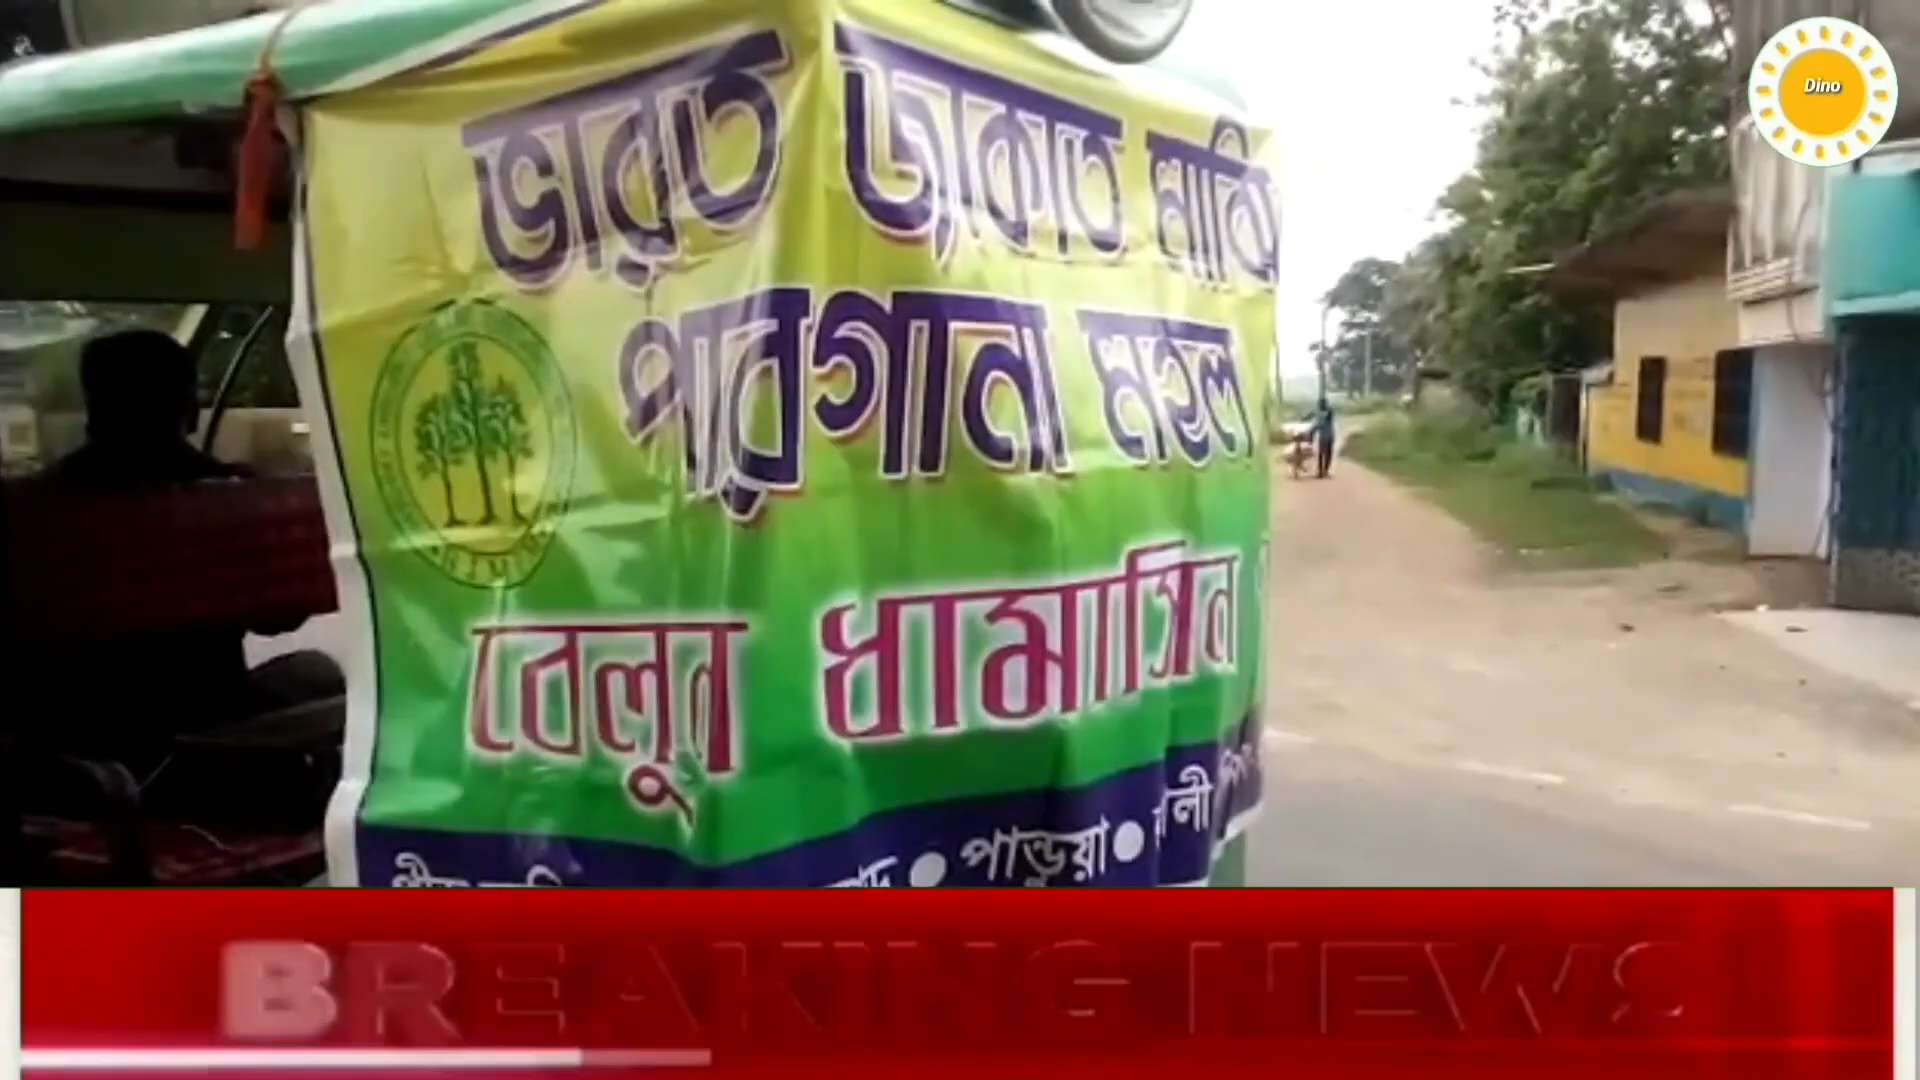 Dino
ভারত জাকাত মাঝি
পারগানা মহল
বেলুন ধামাসিন
● পান্ডুয়া ●
BREAKING NEWS